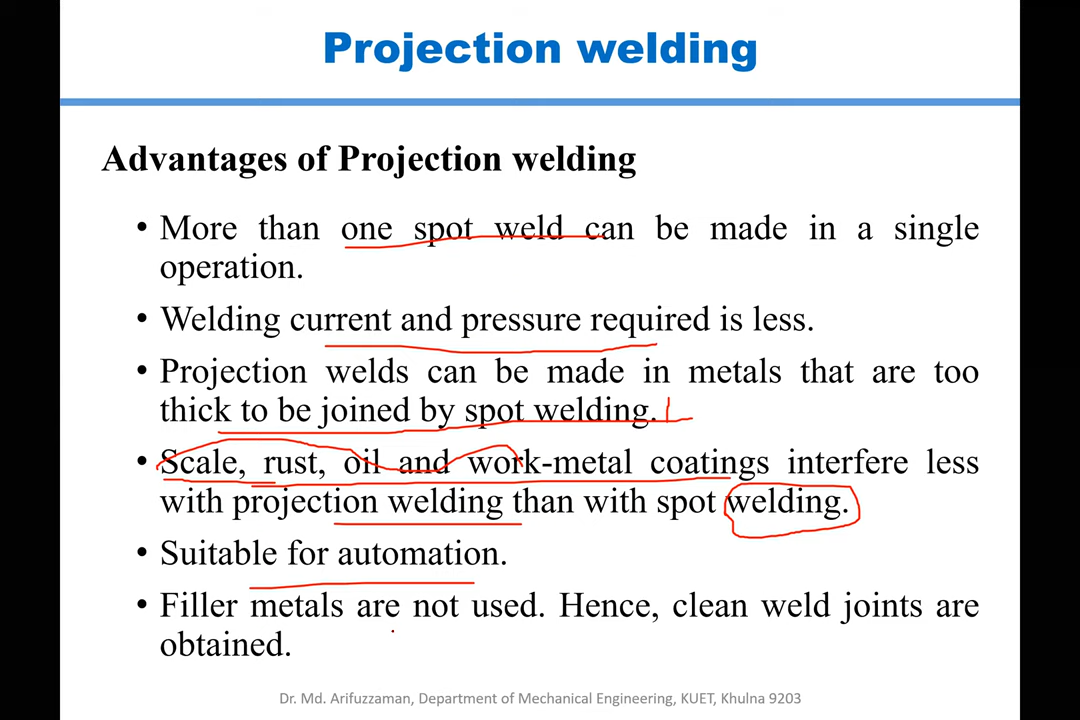 Projection welding
Advantages of Projection welding
• More than one spot weld can be made in a single
operation.
• Welding current and pressure required is less.
• Projection welds can be made in metals that are too
thick to be joined by spot welding.
• Scale, rust, oil and work-metal coatings interfere less
with projection welding than with spot welding.
• Suitable for automation.
• Filler metals are not used. Hence, clean weld joints are
obtained.
Dr. Md. Arifuzzaman, Department of Mechanical Engineering, KUET, Khulna 9203